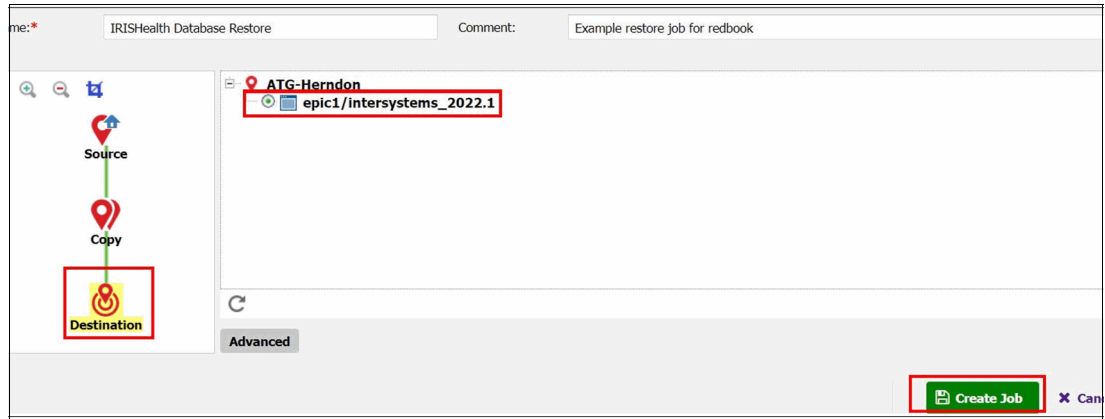 me:* IRISHealth Database Restore Comment: Example restore job for redbook
ATG-Herndon
epic1/intersystems_2022.1
Source
Copy
Destination
Advanced
Create Job